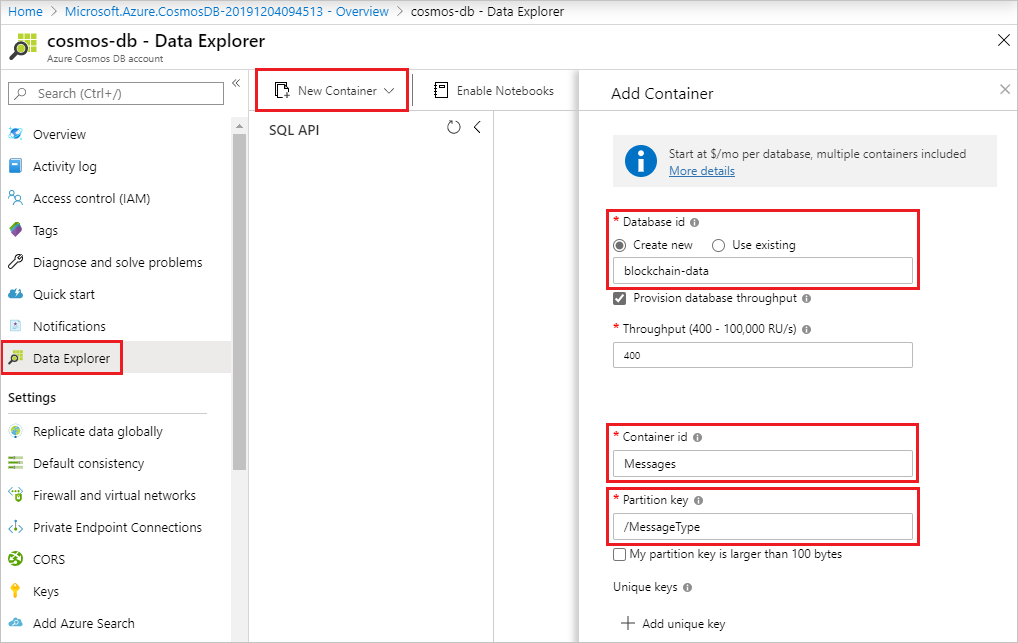 Home > Microsoft.Azure.CosmosDB-20191204094513 - Overview > cosmos-db - Data Explorer
cosmos-db - Data Explorer
Azure Cosmos DB account
Search (Ctrl+/)
Overview
Activity log
Access control (IAM)
Tags
Diagnose and solve problems
Quick start
Notifications
Data Explorer
Settings
Replicate data globally
Default consistency
Firewall and virtual networks
Private Endpoint Connections
CORS
Keys
Add Azure Search
New Container
Enable Notebooks
SQL API
Add Container
Start at $/mo per database, multiple containers included
More details
* Database id
Create new Use existing
blockchain-data
Provision database throughput
* Throughput (400 - 100,000 RU/s)
400
* Container id
Messages
* Partition key
/MessageType
My partition key is larger than 100 bytes
Unique keys
Add unique key